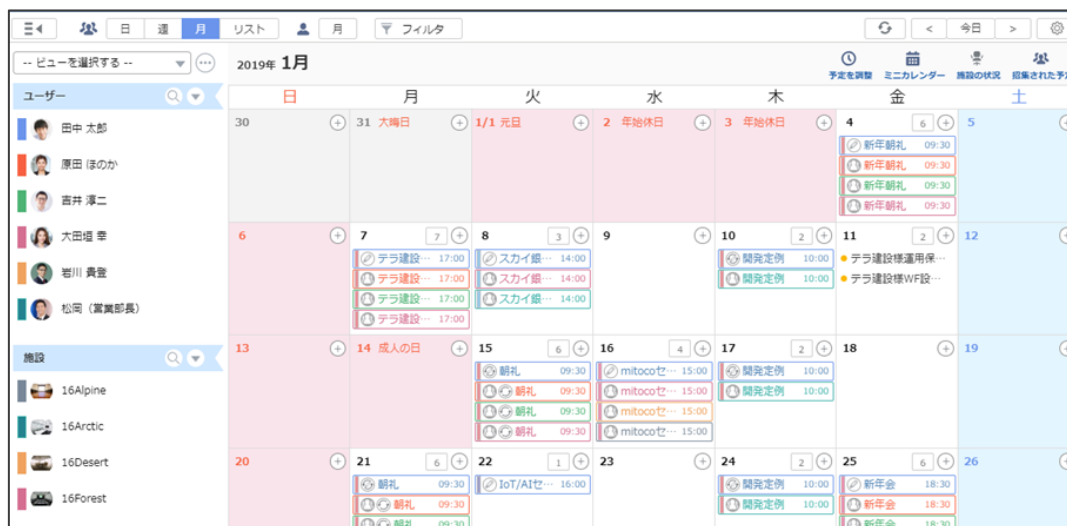 日 週 月 リスト 月 フィルタ < 今日 >
-- ビューを選択する -- 2019年 1月 予定を調整 ミニカレンダー 施設の状況 招集された予定
ユーザー
田中 太郎
原田 ほのか
吉井 淳二
大田垣 幸
岩川 貴登
松岡（営業部長）
施設
16Alpine
16Arctic
16Desert
16Forest
日 月 火 水 木 金 土
30 31 大晦日 1/1 元旦 2 年始休日 3 年始休日 4 6 5
新年朝礼 09:30
新年朝礼 09:30
新年朝礼 09:30
新年朝礼 09:30
6 7 7 8 3 9 10 2 11 2 12
テラ建設… 17:00 スカイ銀… 14:00 開発定例 10:00 テラ建設様運用保…
テラ建設… 17:00 スカイ銀… 14:00 開発定例 10:00 テラ建設様WF設…
テラ建設… 17:00 スカイ銀… 14:00
テラ建設… 17:00
13 14 成人の日 15 6 16 4 17 2 18 19
朝礼 09:30 mitocoセ… 15:00 開発定例 10:00
朝礼 09:30 mitocoセ… 15:00 開発定例 10:00
朝礼 09:30 mitocoセ… 15:00
朝礼 09:30 mitocoセ… 15:00
20 21 6 22 1 23 24 2 25 6 26
朝礼 09:30 IoT/AIセ… 16:00 開発定例 10:00 新年会 18:30
朝礼 09:30 開発定例 10:00 新年会 18:30
朝礼 09:30 新年会 18:30